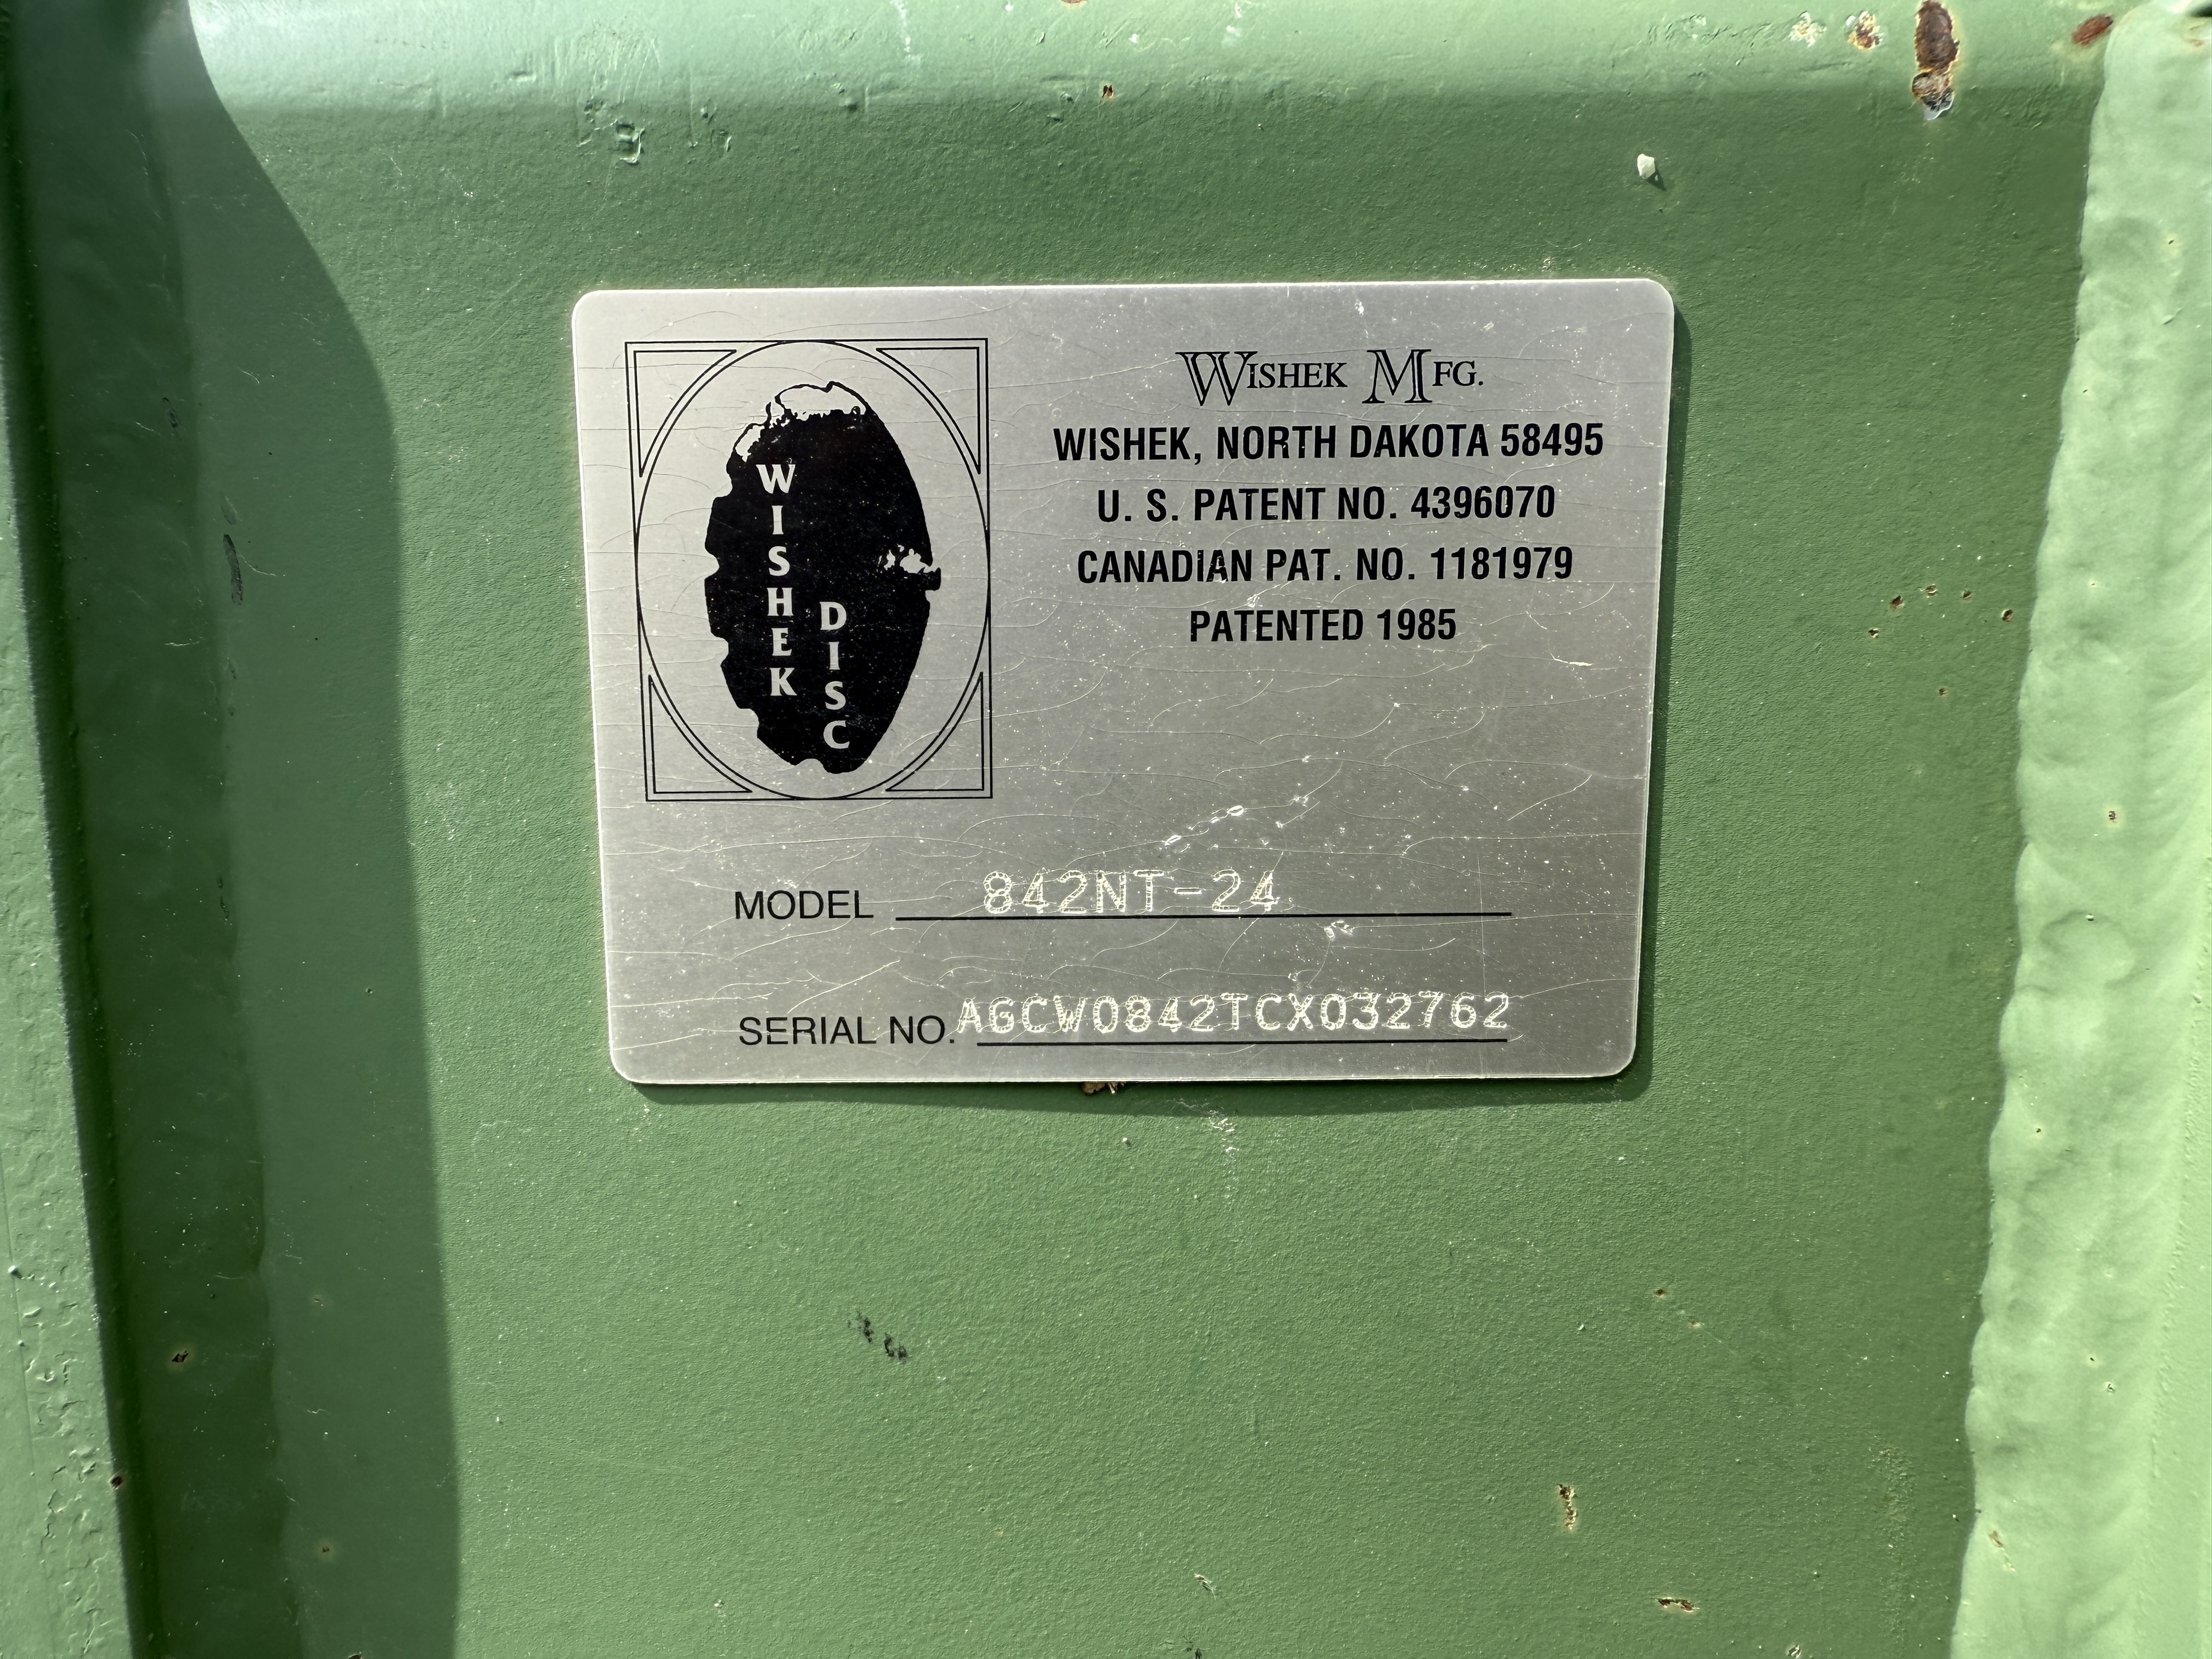 WISHEK
DISC
WISHEK MFG.
WISHEK, NORTH DAKOTA 58495
U. S. PATENT NO. 4396070
CANADIAN PAT. NO. 1181979
PATENTED 1985
MODEL 842NT-24
SERIAL NO. AGCW0842TCX032762